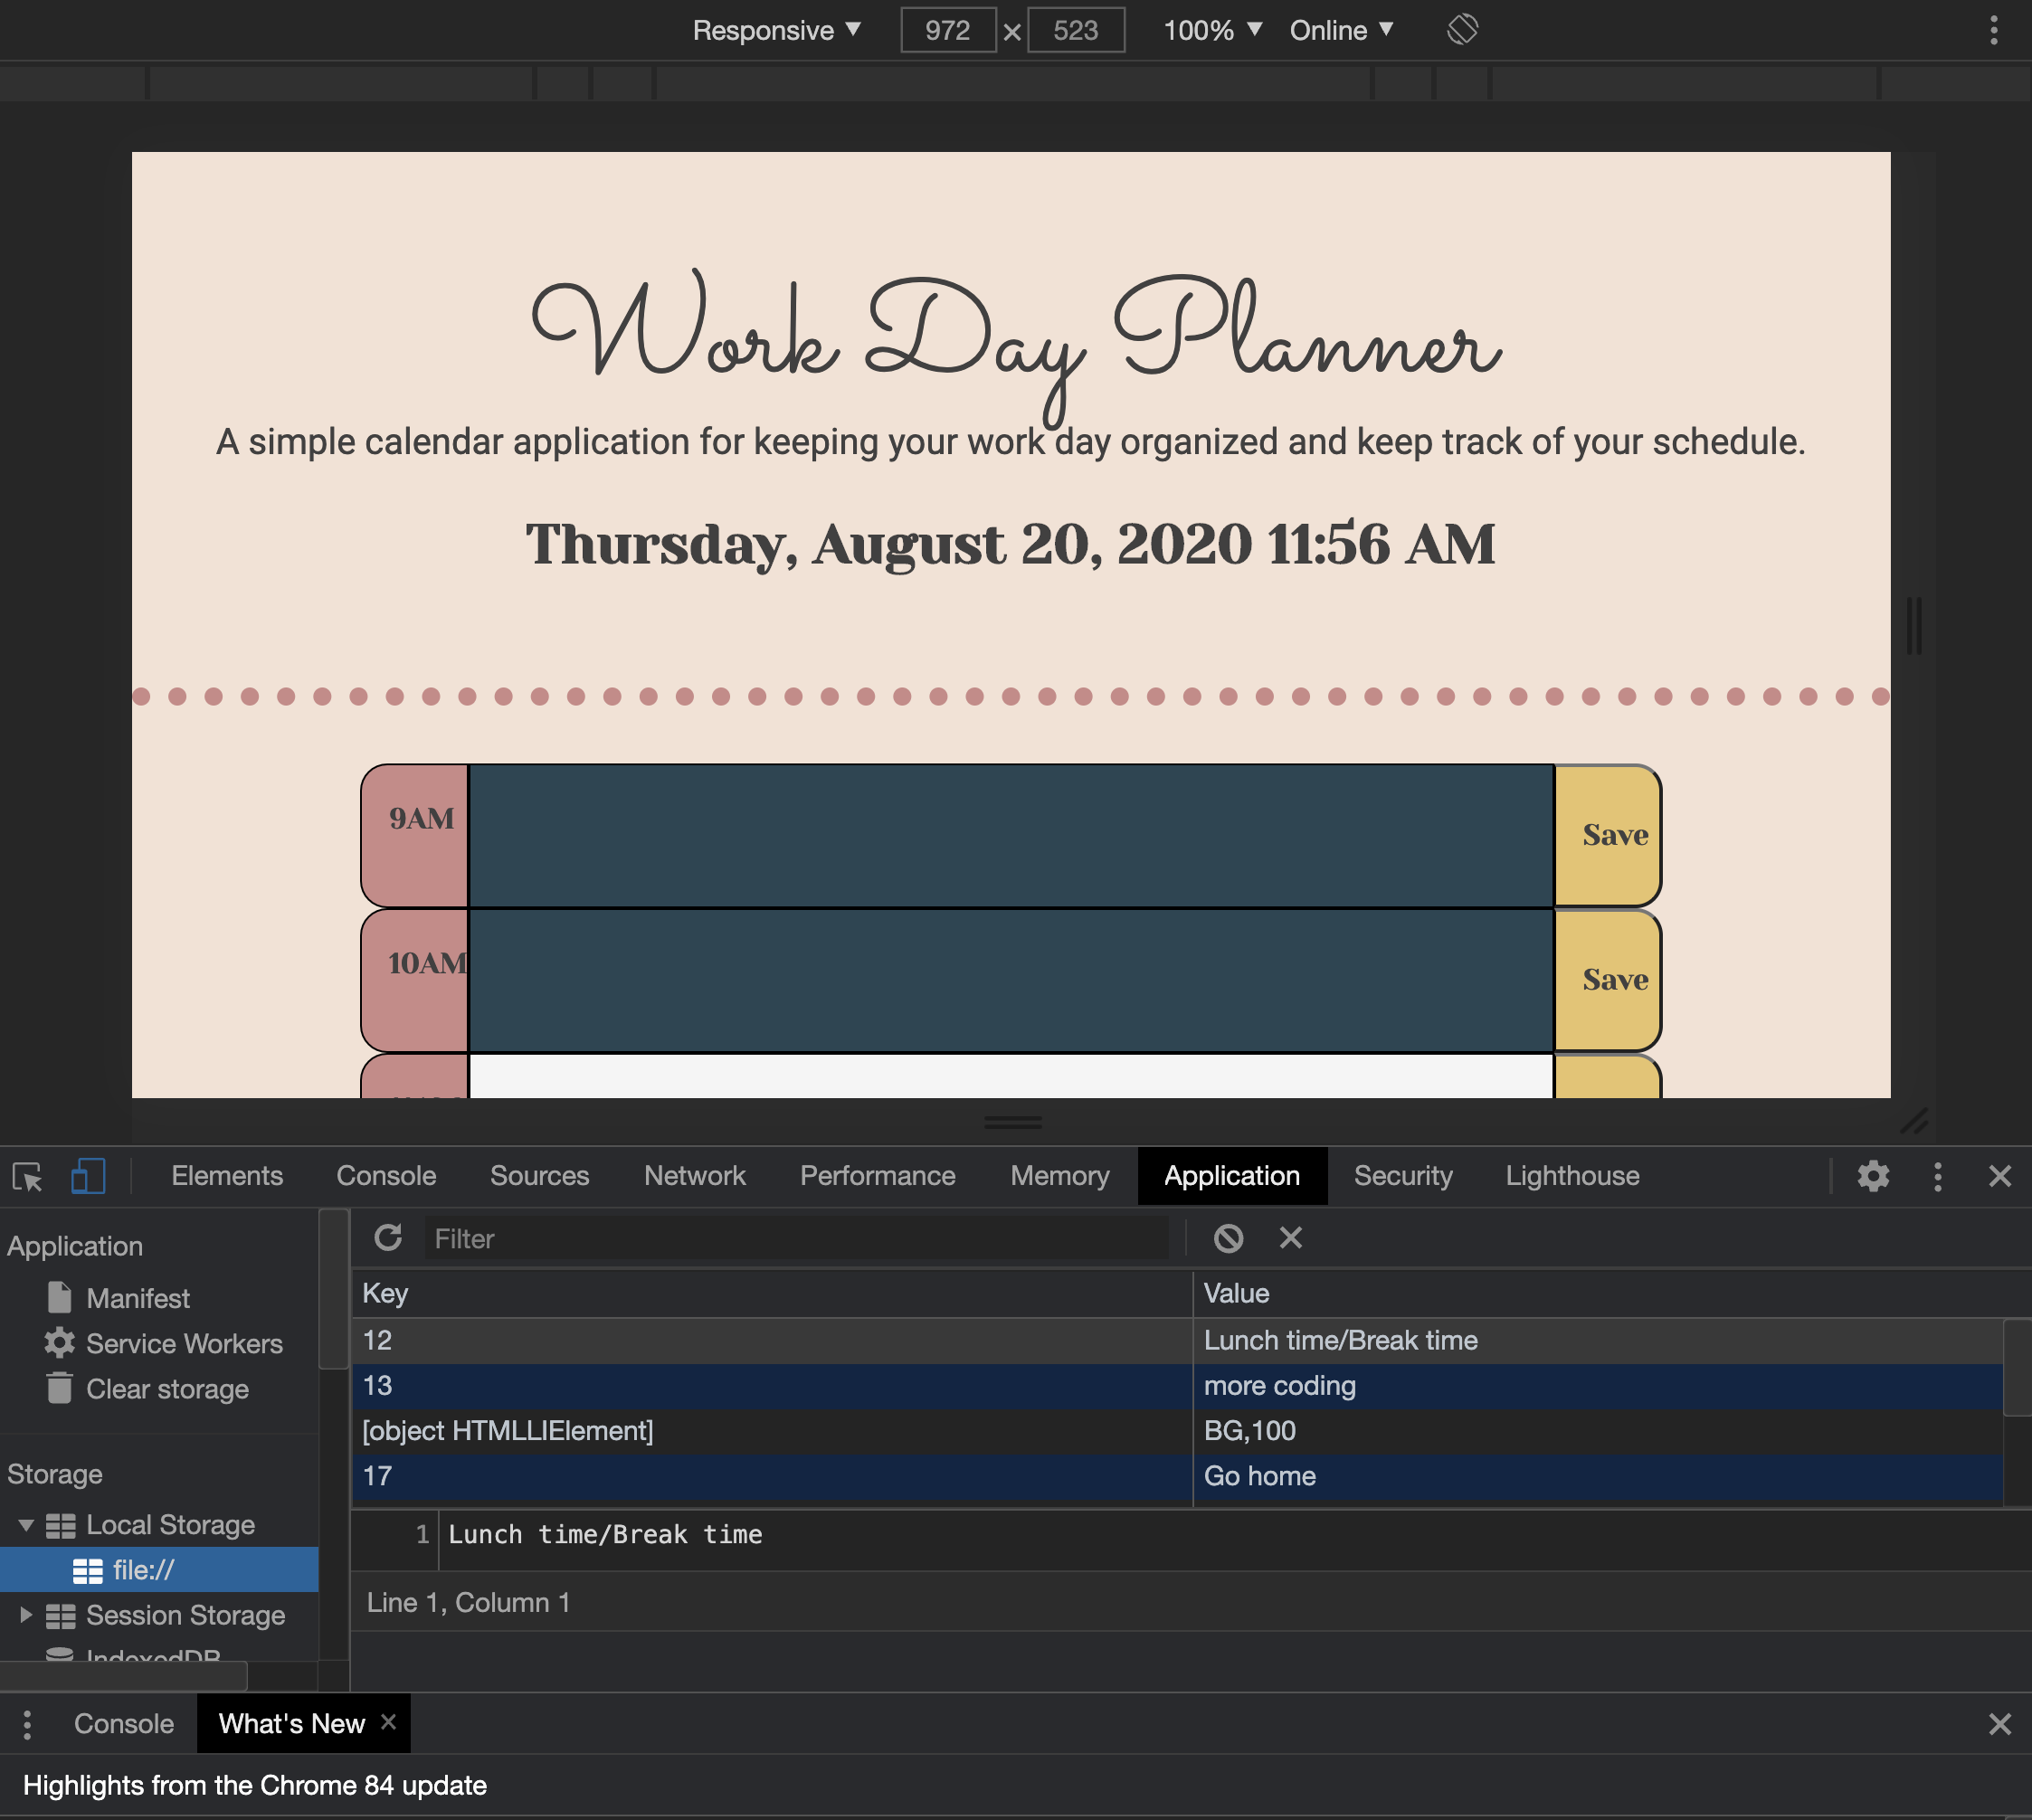 Responsive 972 × 523 100% Online
Work Day Planner
A simple calendar application for keeping your work day organized and keep track of your schedule.
Thursday, August 20, 2020 11:56 AM
9AM Save
10AM Save
Elements Console Sources Network Performance Memory Application Security Lighthouse
Application
Manifest
Service Workers
Clear storage
Storage
Local Storage
file://
Session Storage
IndexedDB
Filter
Key Value
12 Lunch time/Break time
13 more coding
[object HTMLLIElement] BG,100
17 Go home
1 Lunch time/Break time
Line 1, Column 1
Console What's New
Highlights from the Chrome 84 update